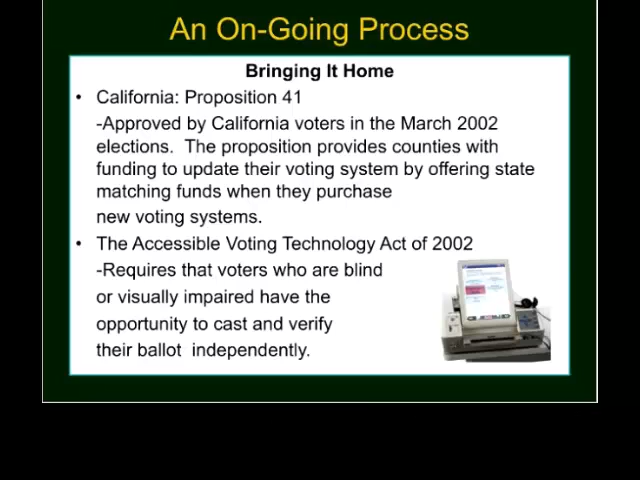 An On-Going Process
Bringing It Home
• California: Proposition 41
-Approved by California voters in the March 2002
elections. The proposition provides counties with
funding to update their voting system by offering state
matching funds when they purchase
new voting systems.
• The Accessible Voting Technology Act of 2002
-Requires that voters who are blind
or visually impaired have the
opportunity to cast and verify
their ballot independently.